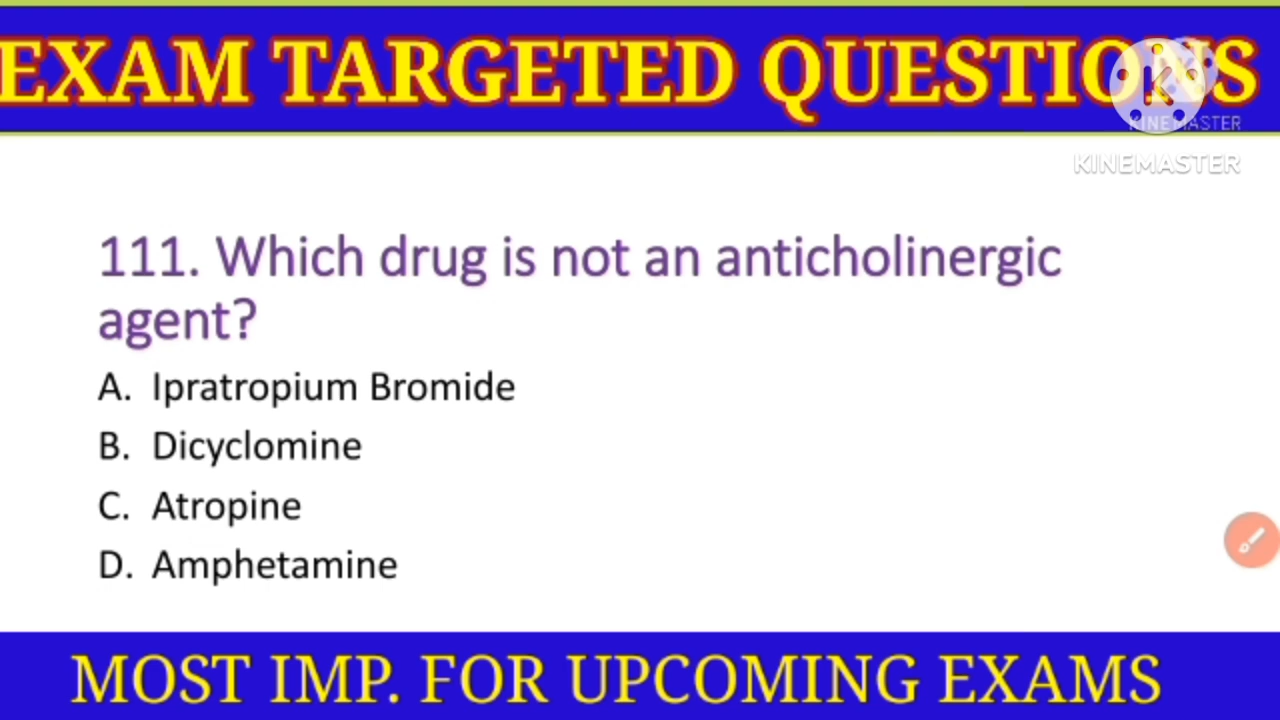 EXAM TARGETED QUESTIONS
KINEMASTER
KINEMASTER
111. Which drug is not an anticholinergic
agent?
A. Ipratropium Bromide
B. Dicyclomine
C. Atropine
D. Amphetamine
MOST IMP. FOR UPCOMING EXAMS